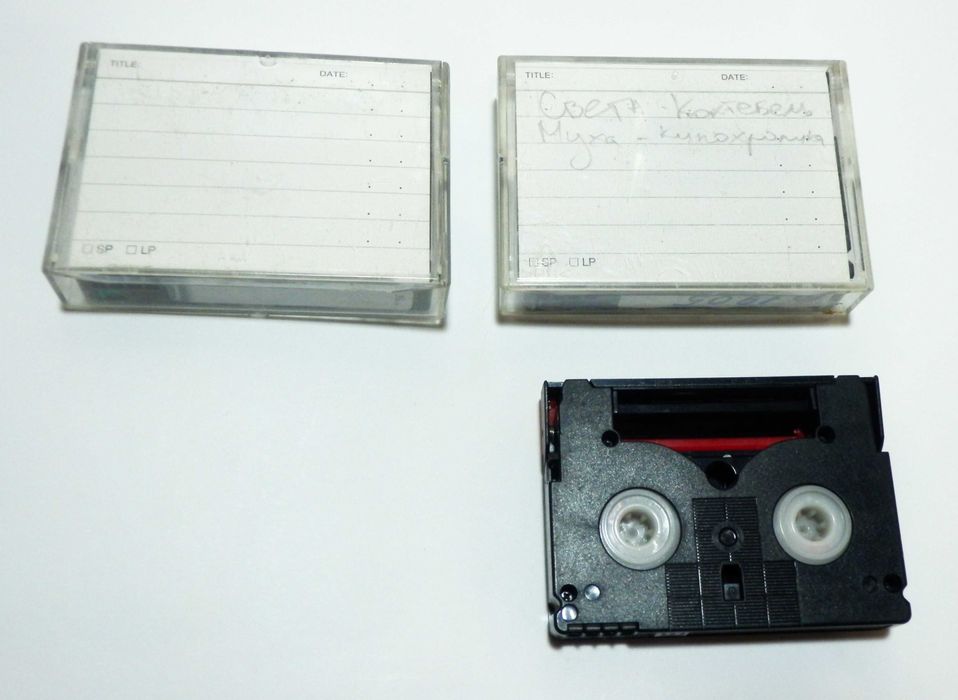 TITLE:
DATE:
SP LP
TITLE:
DATE:
Света - Коктебель
Муха - кинохроника
SP LP